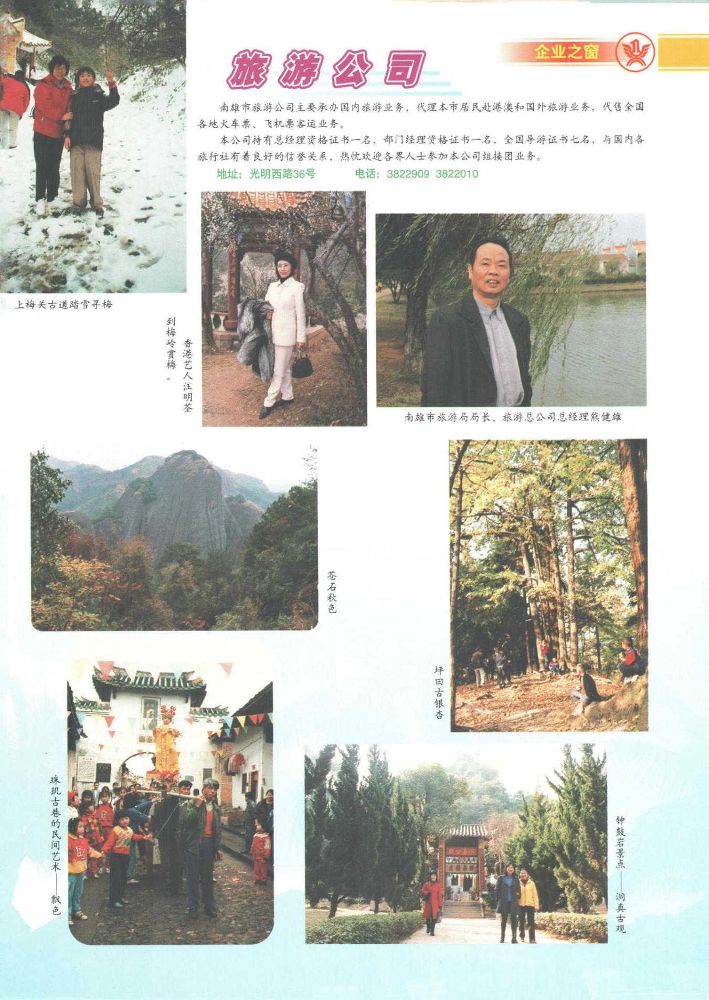 企业之窗
旅游公司
南雄市旅游公司主要承办国内旅游业务，代理本市居民赴港澳和国外旅游业务，代售全国
各地火车票、飞机票客运业务。
本公司持有总经理资格证书一名，部门经理资格证书一名，全国导游证书七名，与国内各
旅行社有着良好的信誉关系，热忱欢迎各界人士参加本公司组接团业务。
地址：光明西路36号 电话：3822909 3822010
上梅关古道踏雪寻梅
香港艺人汪明荃
到梅岭赏梅。
南雄市旅游局局长、旅游总公司总经理熊健雄
苍石秋色
坪田古银杏
珠玑古巷的民间艺术——飘色
钟鼓岩景点——洞真古观